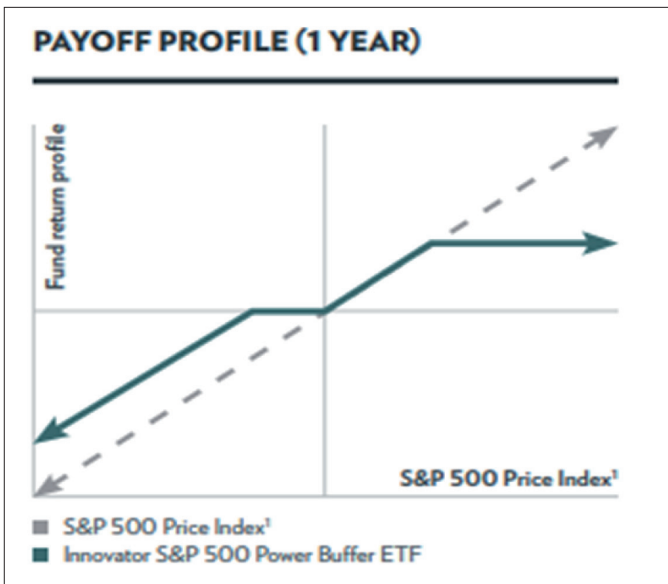 PAYOFF PROFILE (1 YEAR)
Fund return profile
S&P 500 Price Index¹
S&P 500 Price Index¹
Innovator S&P 500 Power Buffer ETF